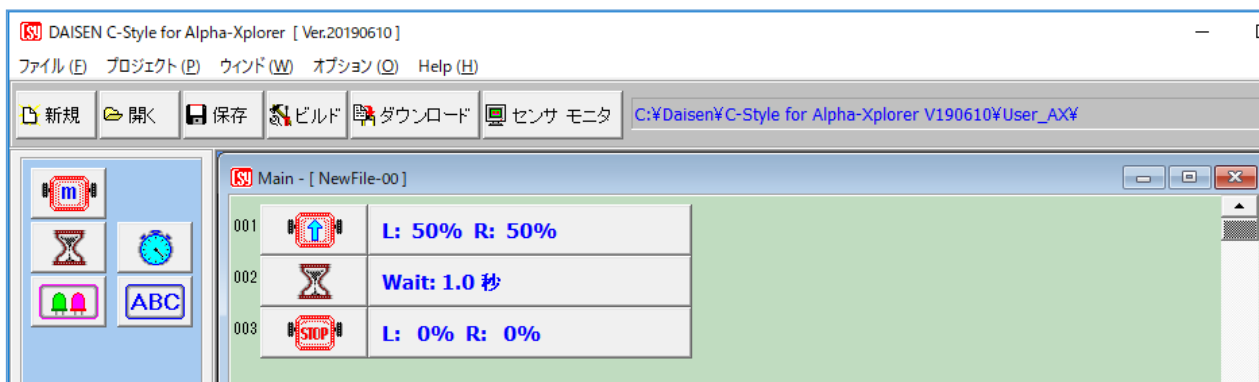 DAISEN C-Style for Alpha-Xplorer [ Ver.20190610 ]
ファイル (F) プロジェクト (P) ウィンド (W) オプション (O) Help (H)
新規 開く 保存 ビルド ダウンロード センサ モニタ C:¥Daisen¥C-Style for Alpha-Xplorer V190610¥User_AX¥
Main - [ NewFile-00 ]
m
001 L: 50% R: 50%
002 Wait: 1.0 秒
ABC
003 STOP L: 0% R: 0%